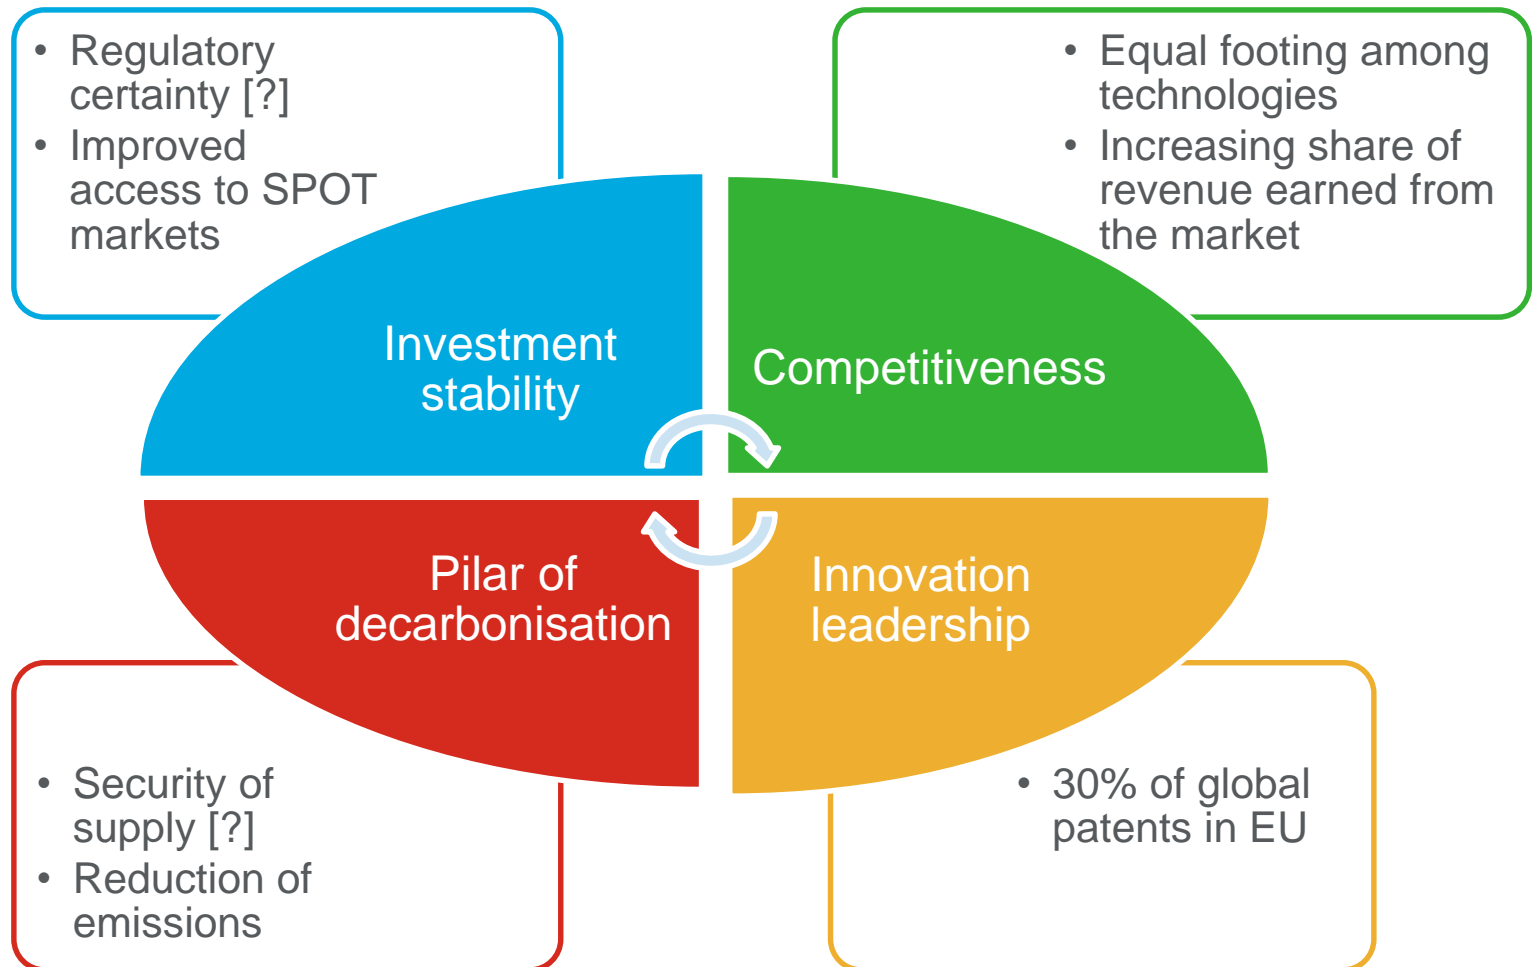 • Regulatory
certainty [?]
• Improved
access to SPOT
markets
• Equal footing among
technologies
• Increasing share of
revenue earned from
the market
Investment
stability
Competitiveness
Pilar of
decarbonisation
Innovation
leadership
• Security of
supply [?]
• Reduction of
emissions
• 30% of global
patents in EU